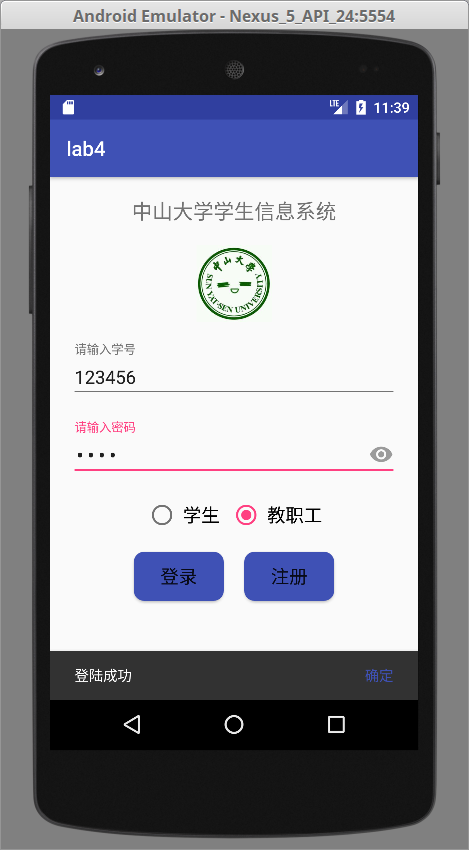 Android Emulator - Nexus_5_API_24:5554
LTE 11:39
lab4
中山大学学生信息系统
中山大学
SUN YAT-SEN UNIVERSITY
请输入学号
123456
请输入密码
••••
学生 教职工
登录 注册
登陆成功 确定